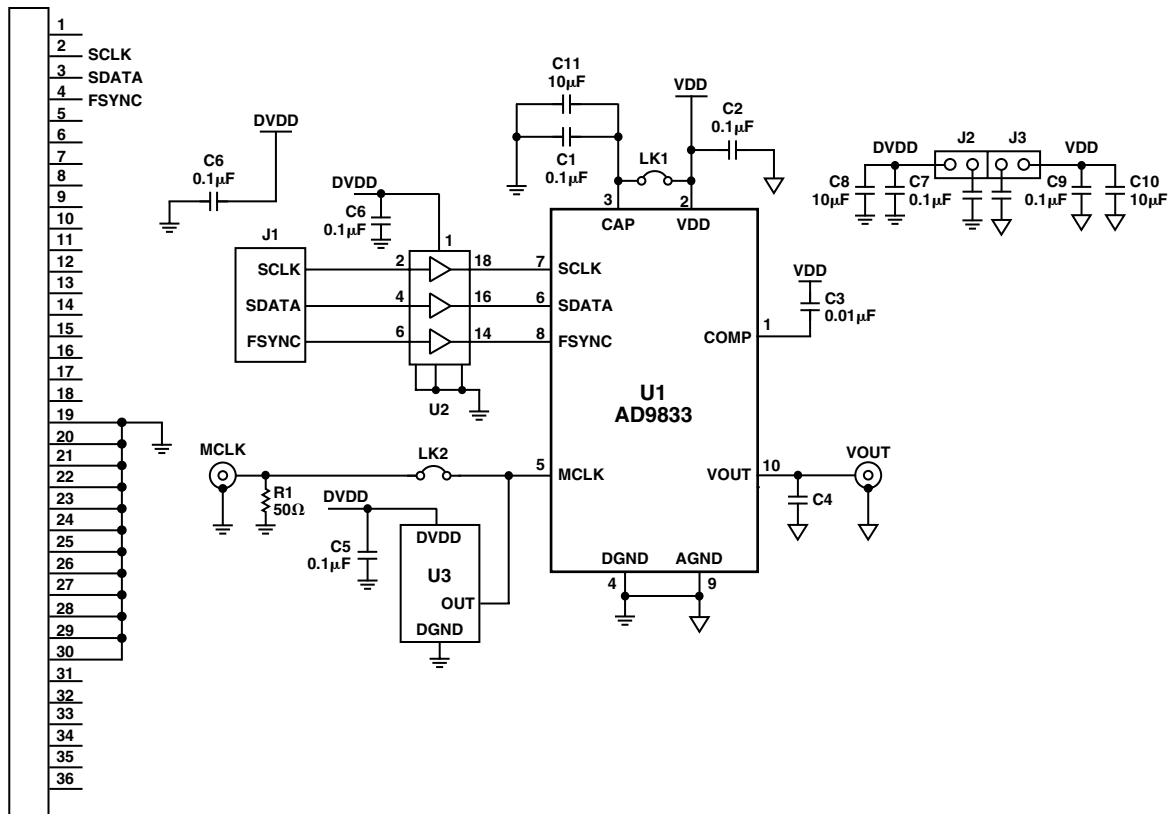 1
2 SCLK
3 SDATA
4 FSYNC
5
6
7
8
9
10
11
12
13
14
15
16
17
18
19
20
21
22
23
24
25
26
27
28
29
30
31
32
33
34
35
36
DVDD
C6
0.1µF
J1
SCLK
SDATA
FSYNC
DVDD
C6
0.1µF
1
2 18
4 16
6 14
U2
C11
10µF
C1
0.1µF
LK1
VDD
C2
0.1µF
3 2
CAP VDD
7 SCLK
6 SDATA
8 FSYNC
U1
AD9833
COMP 1
VDD
C3
0.01µF
5 MCLK
VOUT 10
VOUT
C4
DGND AGND
4 9
MCLK
R1
50Ω
LK2
DVDD
C5
0.1µF
DVDD
U3
OUT
DGND
DVDD J2 J3 VDD
C8
10µF
C7
0.1µF
C9
0.1µF
C10
10µF